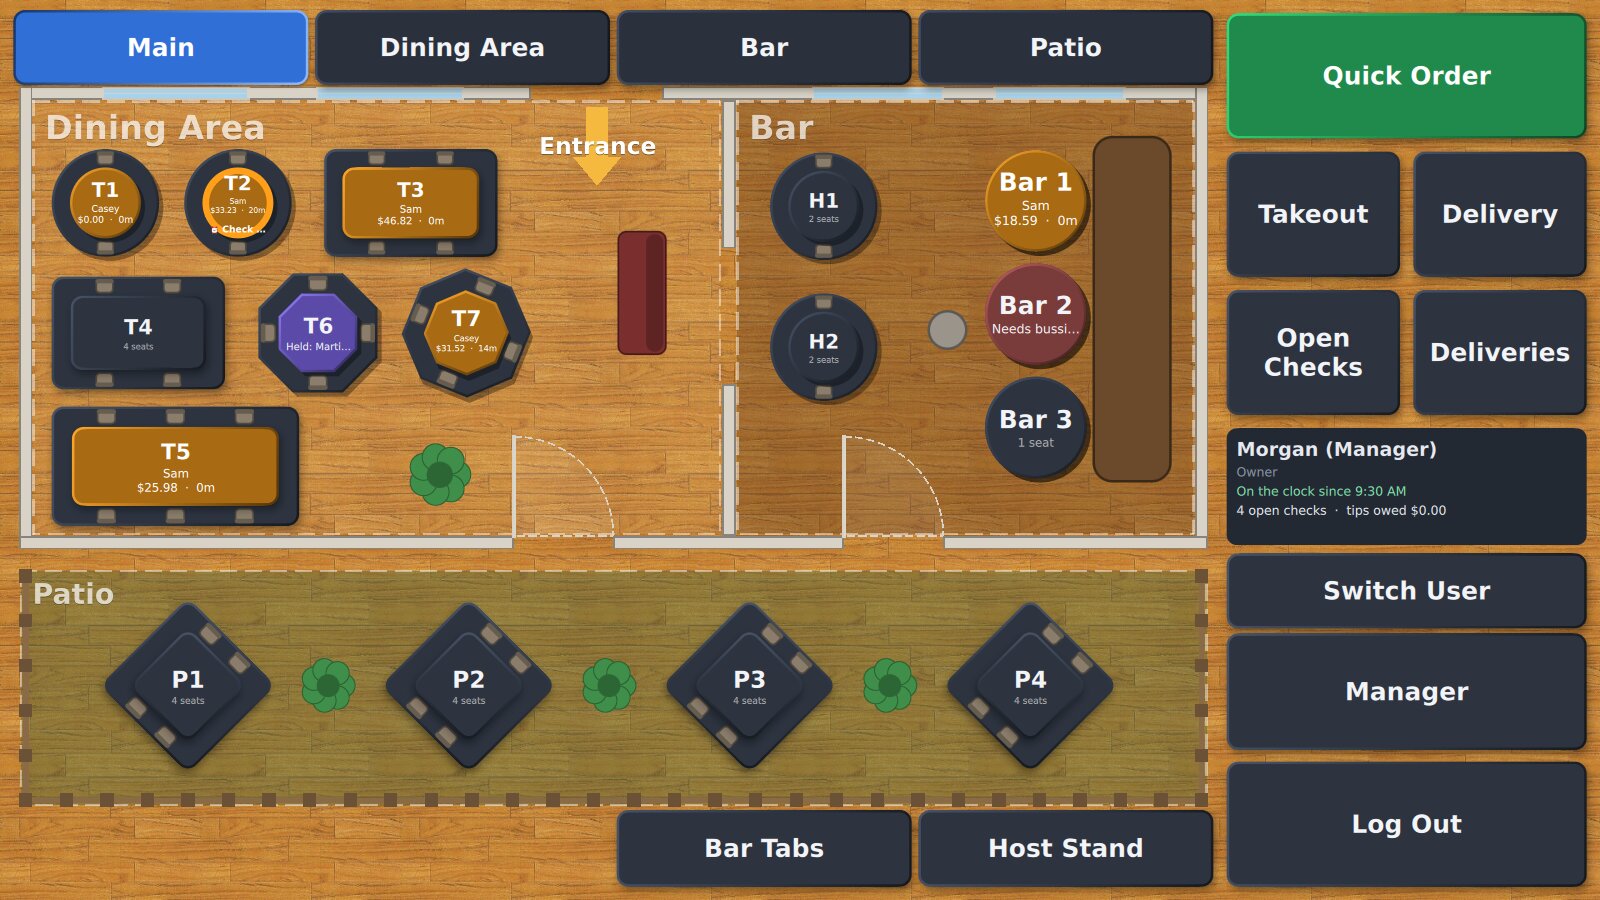 Main
Dining Area
Bar
Patio
Quick Order
Dining Area
Entrance
Bar
T1
Casey
$0.00 · 0m
T2
Sam
$33.23 · 20m
Check ...
T3
Sam
$46.82 · 0m
H1
2 seats
Bar 1
Sam
$18.59 · 0m
Takeout
Delivery
T4
4 seats
T6
Held: Marti...
T7
Casey
$31.52 · 14m
H2
2 seats
Bar 2
Needs bussi...
Open
Checks
Deliveries
T5
Sam
$25.98 · 0m
Bar 3
1 seat
Morgan (Manager)
Owner
On the clock since 9:30 AM
4 open checks · tips owed $0.00
Patio
P1
4 seats
P2
4 seats
P3
4 seats
P4
4 seats
Switch User
Manager
Log Out
Bar Tabs
Host Stand